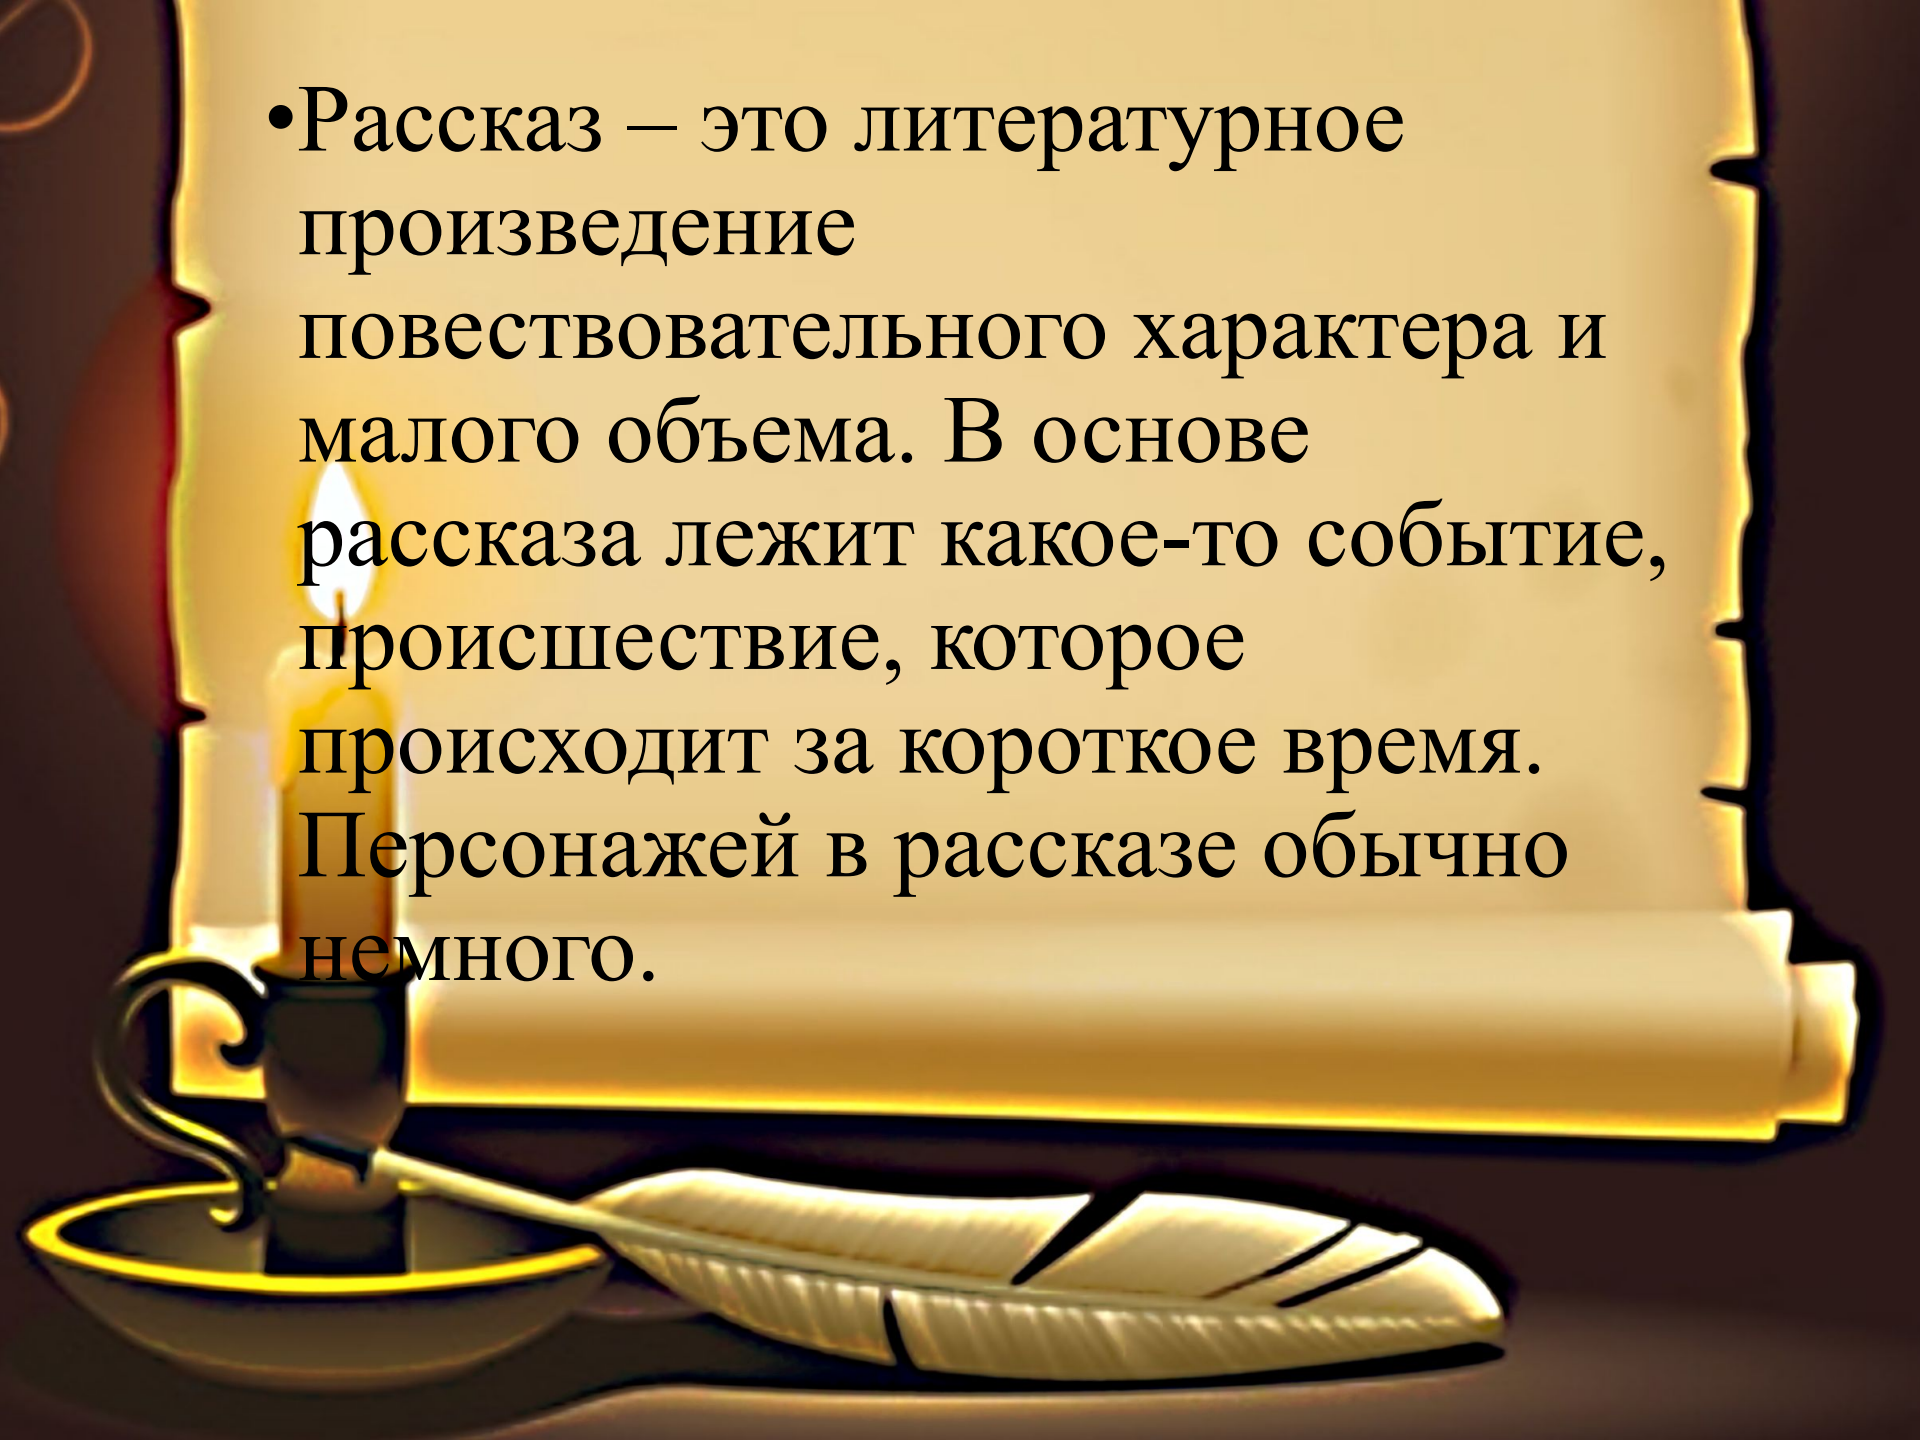 •Рассказ – это литературное
произведение
повествовательного характера и
малого объема. В основе
рассказа лежит какое-то событие,
происшествие, которое
происходит за короткое время.
Персонажей в рассказе обычно
немного.